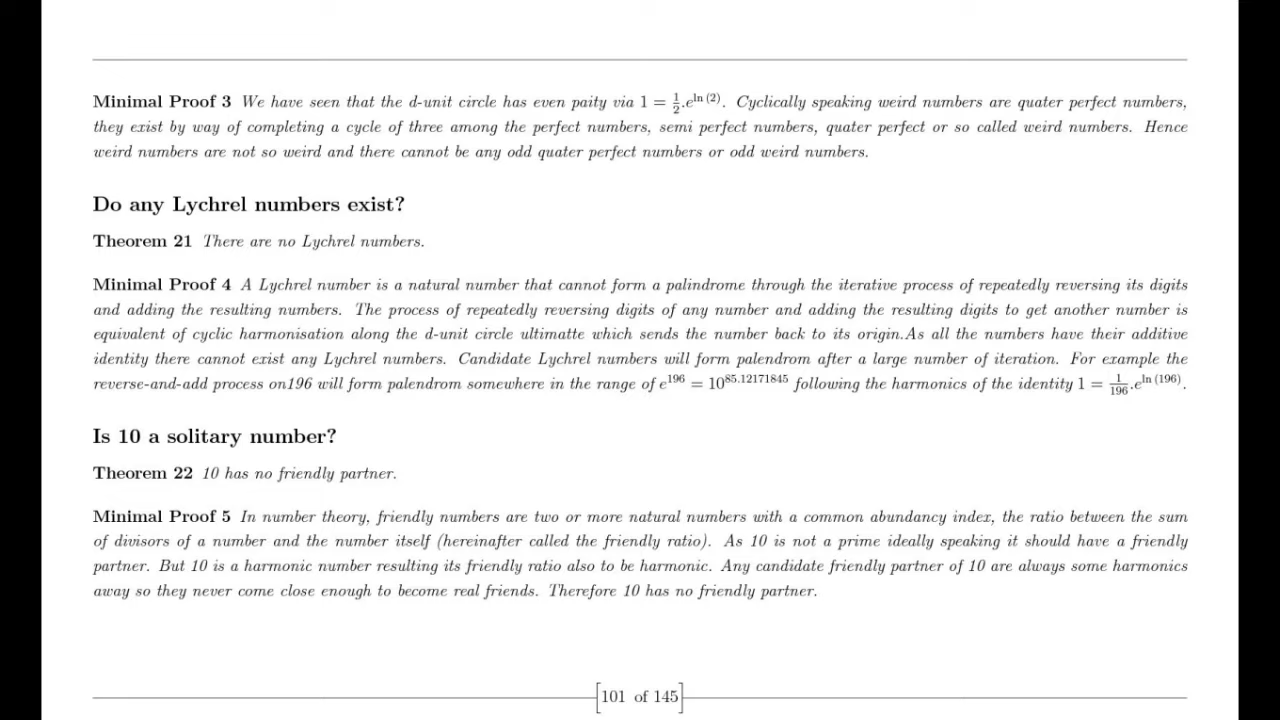 Minimal Proof 3 We have seen that the d-unit circle has even paity via 1 = 1/2.e^ln (2). Cyclically speaking weird numbers are quater perfect numbers,
they exist by way of completing a cycle of three among the perfect numbers, semi perfect numbers, quater perfect or so called weird numbers. Hence
weird numbers are not so weird and there cannot be any odd quater perfect numbers or odd weird numbers.
Do any Lychrel numbers exist?
Theorem 21 There are no Lychrel numbers.
Minimal Proof 4 A Lychrel number is a natural number that cannot form a palindrome through the iterative process of repeatedly reversing its digits
and adding the resulting numbers. The process of repeatedly reversing digits of any number and adding the resulting digits to get another number is
equivalent of cyclic harmonisation along the d-unit circle ultimatte which sends the number back to its origin.As all the numbers have their additive
identity there cannot exist any Lychrel numbers. Candidate Lychrel numbers will form palendrom after a large number of iteration. For example the
reverse-and-add process on196 will form palendrom somewhere in the range of e^196 = 10^85.12171845 following the harmonics of the identity 1 = 1/196.e^ln (196).
Is 10 a solitary number?
Theorem 22 10 has no friendly partner.
Minimal Proof 5 In number theory, friendly numbers are two or more natural numbers with a common abundancy index, the ratio between the sum
of divisors of a number and the number itself (hereinafter called the friendly ratio). As 10 is not a prime ideally speaking it should have a friendly
partner. But 10 is a harmonic number resulting its friendly ratio also to be harmonic. Any candidate friendly partner of 10 are always some harmonics
away so they never come close enough to become real friends. Therefore 10 has no friendly partner.
[101 of 145]